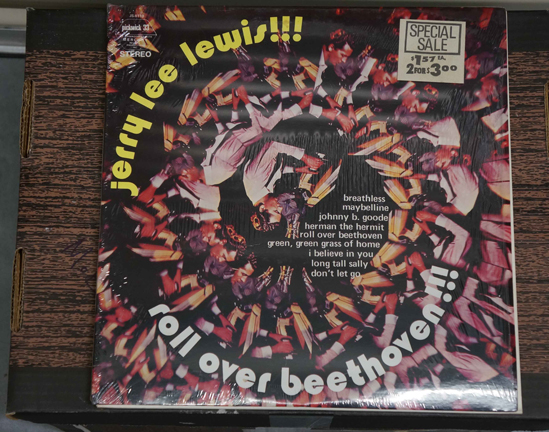 pickwick 33
STEREO
jerry lee lewis!!!
SPECIAL
SALE
$1.57 EA.
2 FOR $3.00
breathless
maybelline
johnny b. goode
herman the hermit
roll over beethoven
green, green grass of home
i believe in you
long tall sally
don't let go
roll over beethoven!!!